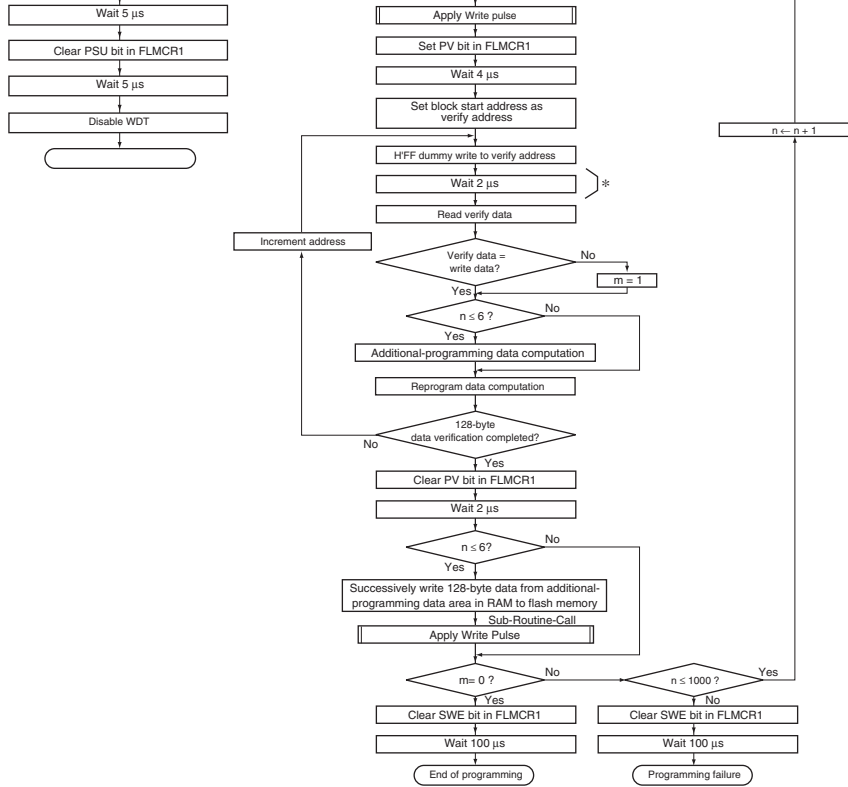 Wait 5 µs
Clear PSU bit in FLMCR1
Wait 5 µs
Disable WDT
Apply Write pulse
Set PV bit in FLMCR1
Wait 4 µs
Set block start address as
verify address
n ← n + 1
H'FF dummy write to verify address
Wait 2 µs
*
Read verify data
Increment address
Verify data =
write data?
No
m = 1
Yes
n ≤ 6 ?
No
Yes
Additional-programming data computation
Reprogram data computation
128-byte
data verification completed?
No
Yes
Clear PV bit in FLMCR1
Wait 2 µs
n ≤ 6?
No
Yes
Successively write 128-byte data from additional-
programming data area in RAM to flash memory
Sub-Routine-Call
Apply Write Pulse
m= 0 ?
No
n ≤ 1000 ?
Yes
Yes
No
Clear SWE bit in FLMCR1
Clear SWE bit in FLMCR1
Wait 100 µs
Wait 100 µs
End of programming
Programming failure